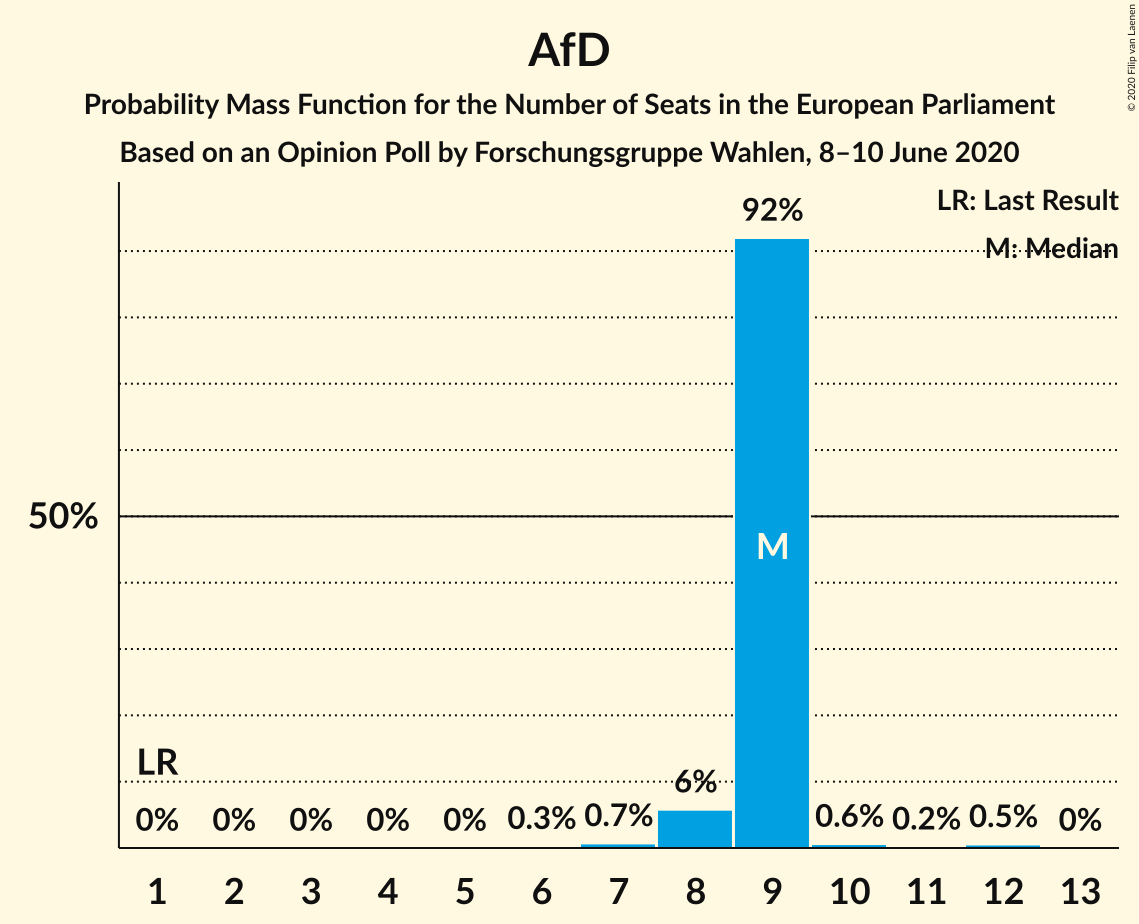 AfD
Probability Mass Function for the Number of Seats in the European Parliament
Based on an Opinion Poll by Forschungsgruppe Wahlen, 8–10 June 2020
© 2020 Filip van Laenen
LR: Last Result
M: Median
92%
50%
M
LR
0% 0% 0% 0% 0% 0.3% 0.7% 6% 0.6% 0.2% 0.5% 0%
1 2 3 4 5 6 7 8 9 10 11 12 13